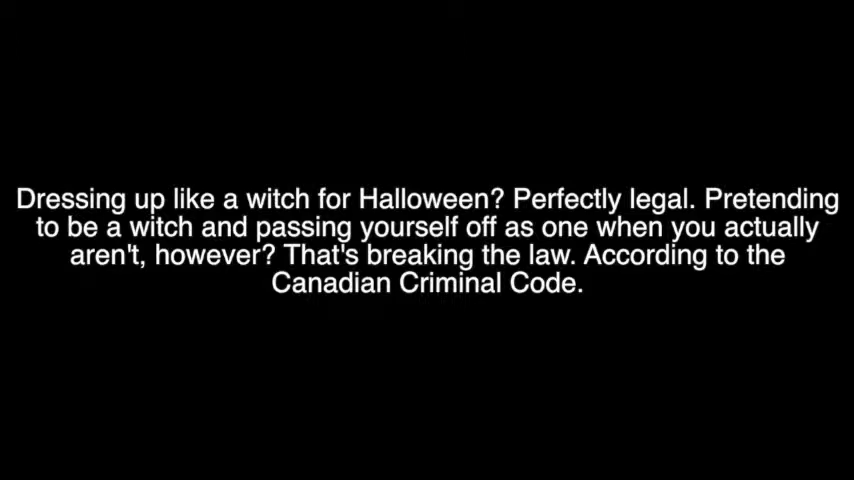 Dressing up like a witch for Halloween? Perfectly legal. Pretending
to be a witch and passing yourself off as one when you actually
aren't, however? That's breaking the law. According to the
Canadian Criminal Code.